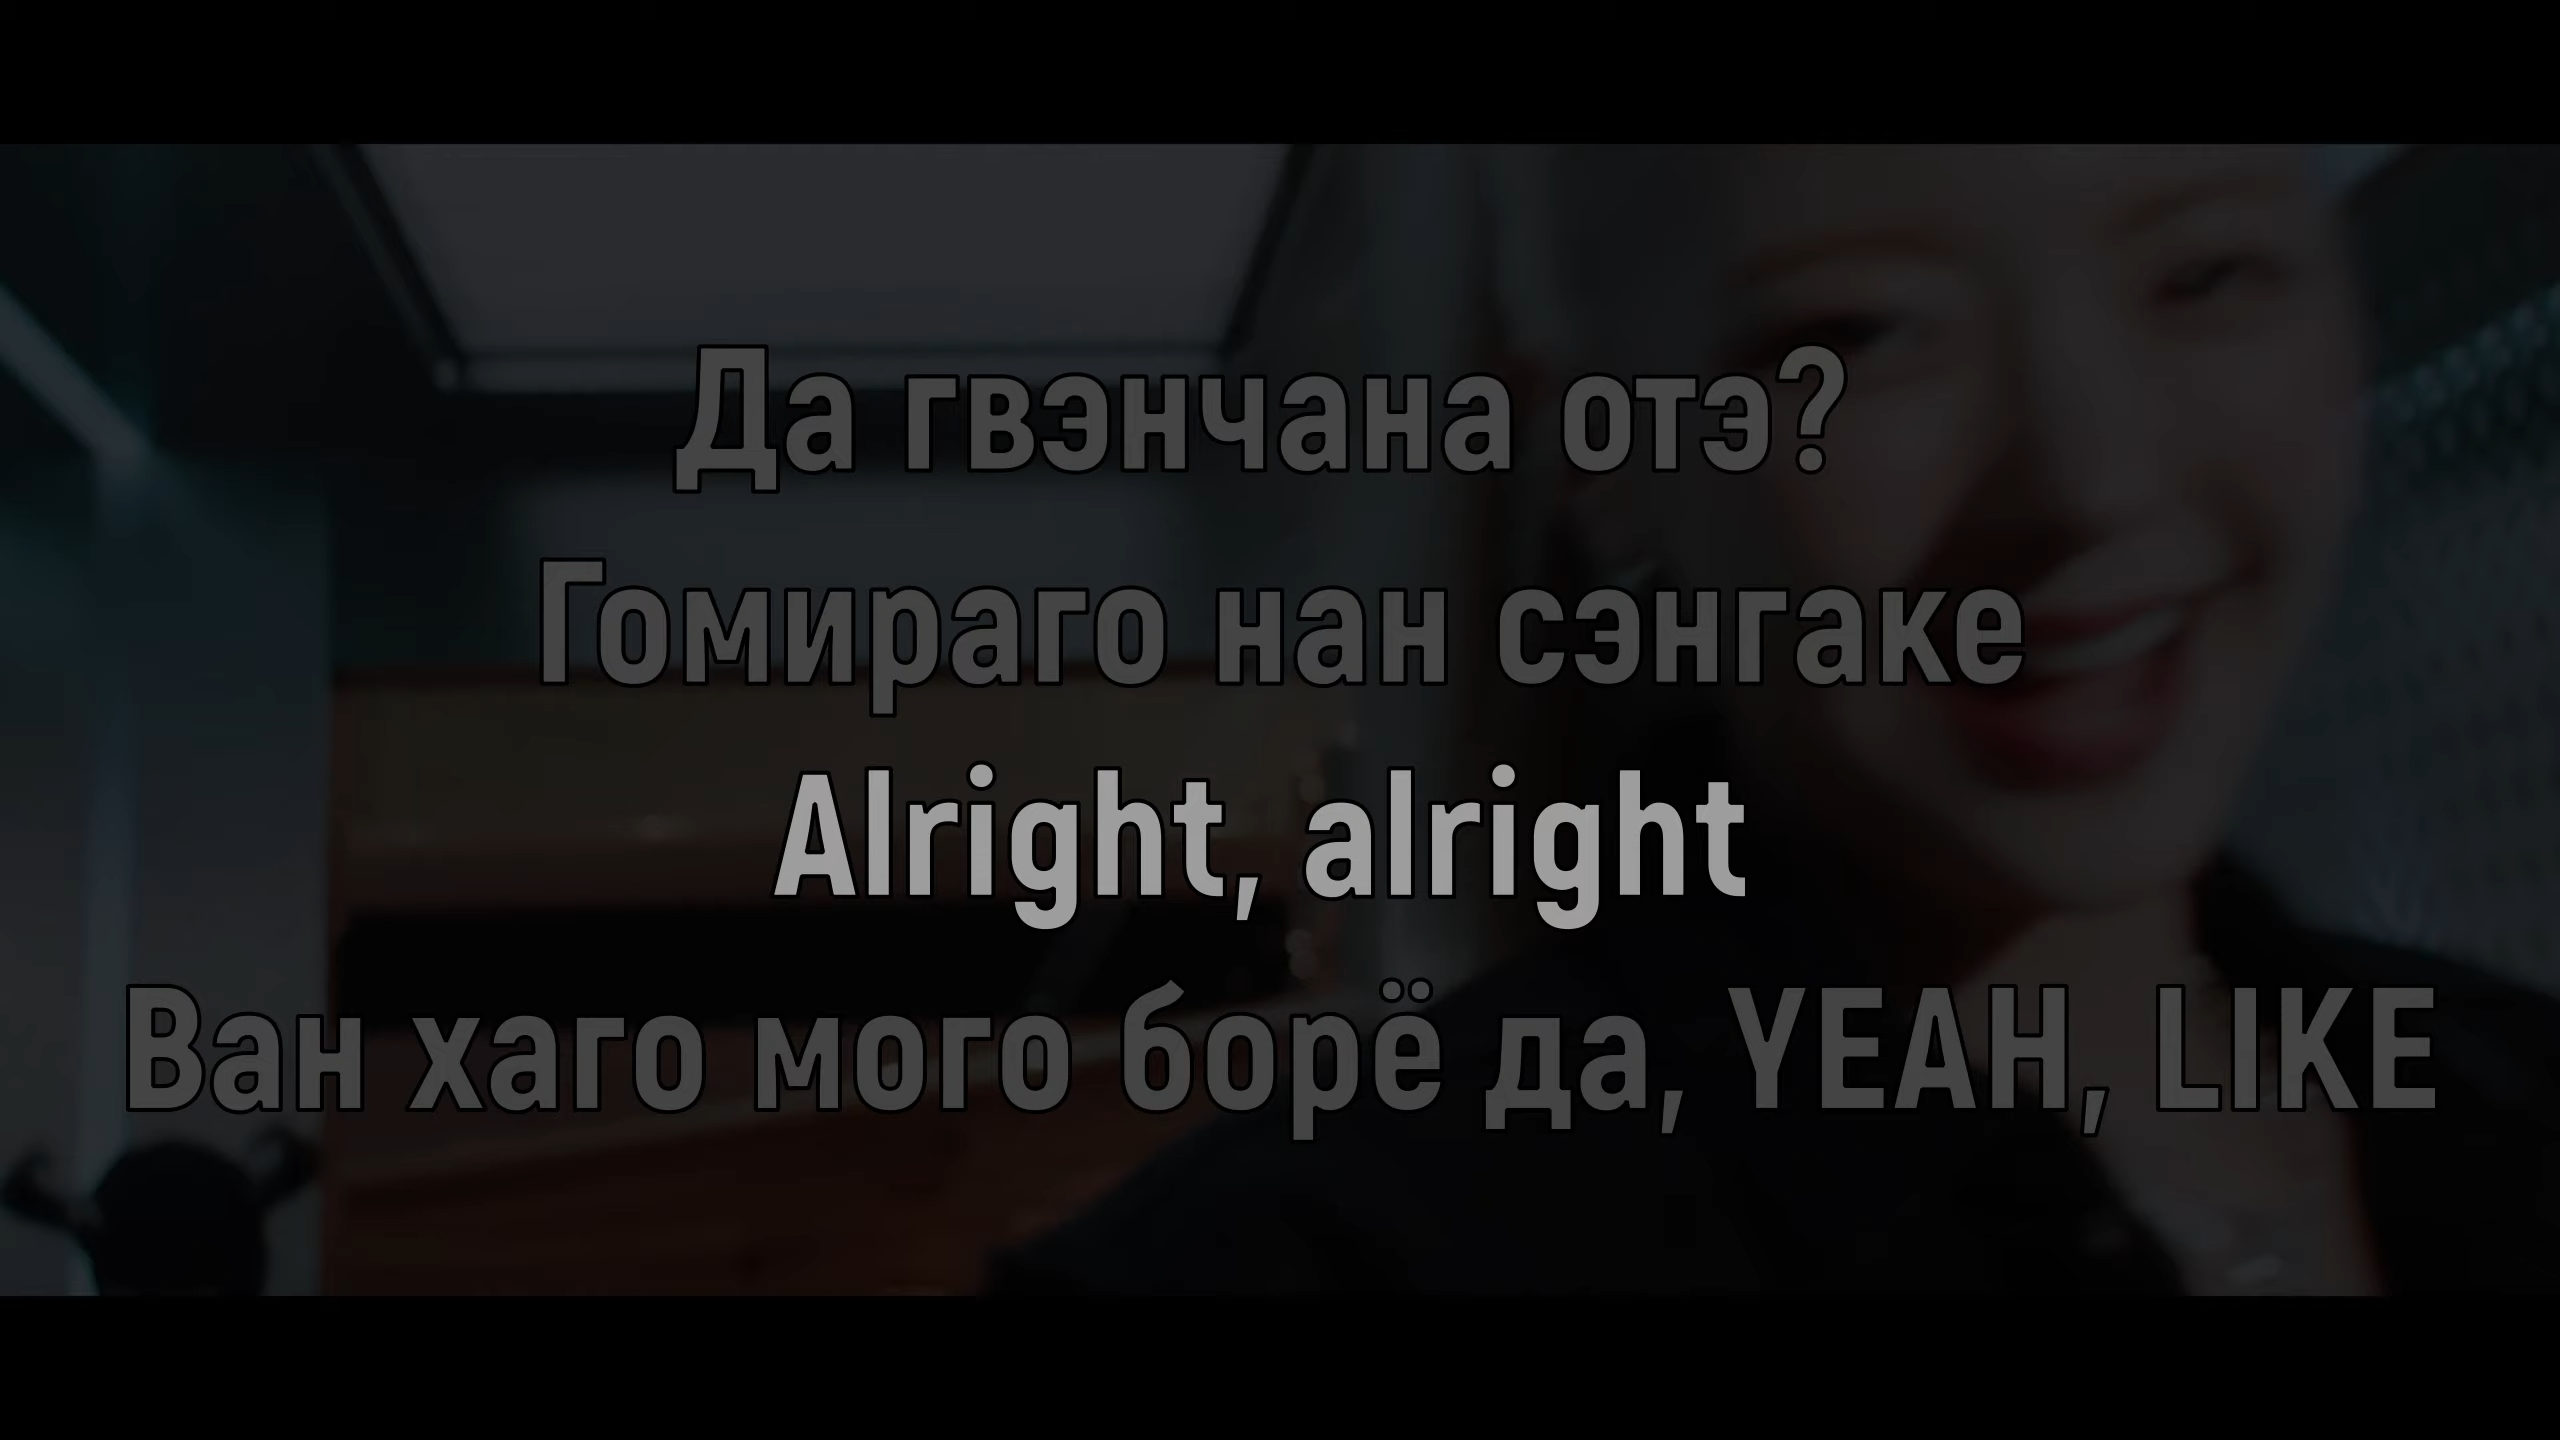 Да гвэнчана отэ?
Гомираго нан сэнгаке
Alright, alright
Ван хаго мого борё да, YEAH, LIKE